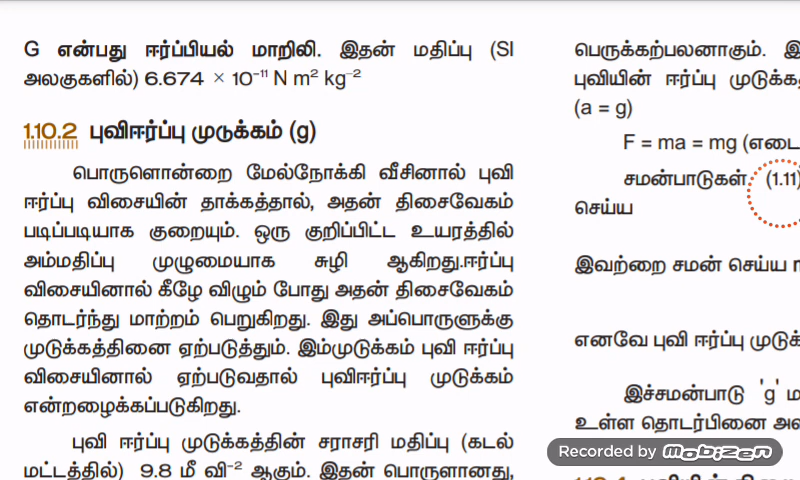 G என்பது ஈர்ப்பியல் மாறிலி. இதன் மதிப்பு (SI
அலகுகளில்) 6.674 × 10⁻¹¹ N m² kg⁻²
1.10.2 புவிஈர்ப்பு முடுக்கம் (g)
பொருளொன்றை மேல்நோக்கி வீசினால் புவி
ஈர்ப்பு விசையின் தாக்கத்தால், அதன் திசைவேகம்
படிப்படியாக குறையும். ஒரு குறிப்பிட்ட உயரத்தில்
அம்மதிப்பு முழுமையாக சுழி ஆகிறது.ஈர்ப்பு
விசையினால் கீழே விழும் போது அதன் திசைவேகம்
தொடர்ந்து மாற்றம் பெறுகிறது. இது அப்பொருளுக்கு
முடுக்கத்தினை ஏற்படுத்தும். இம்முடுக்கம் புவி ஈர்ப்பு
விசையினால் ஏற்படுவதால் புவிஈர்ப்பு முடுக்கம்
என்றழைக்கப்படுகிறது.
புவி ஈர்ப்பு முடுக்கத்தின் சராசரி மதிப்பு (கடல்
மட்டத்தில்) 9.8 மீ வி⁻² ஆகும். இதன் பொருளானது,
பெருக்கற்பலனாகும்.
புவியின் ஈர்ப்பு
(a = g)
F = ma = mg (எடை
சமன்பாடுகள் (1.11)
செய்ய
இவற்றை சமன் செய்ய
எனவே புவி ஈர்ப்பு
இச்சமன்பாடு 'g'
உள்ள தொடர்பினை
Recorded by mobizen